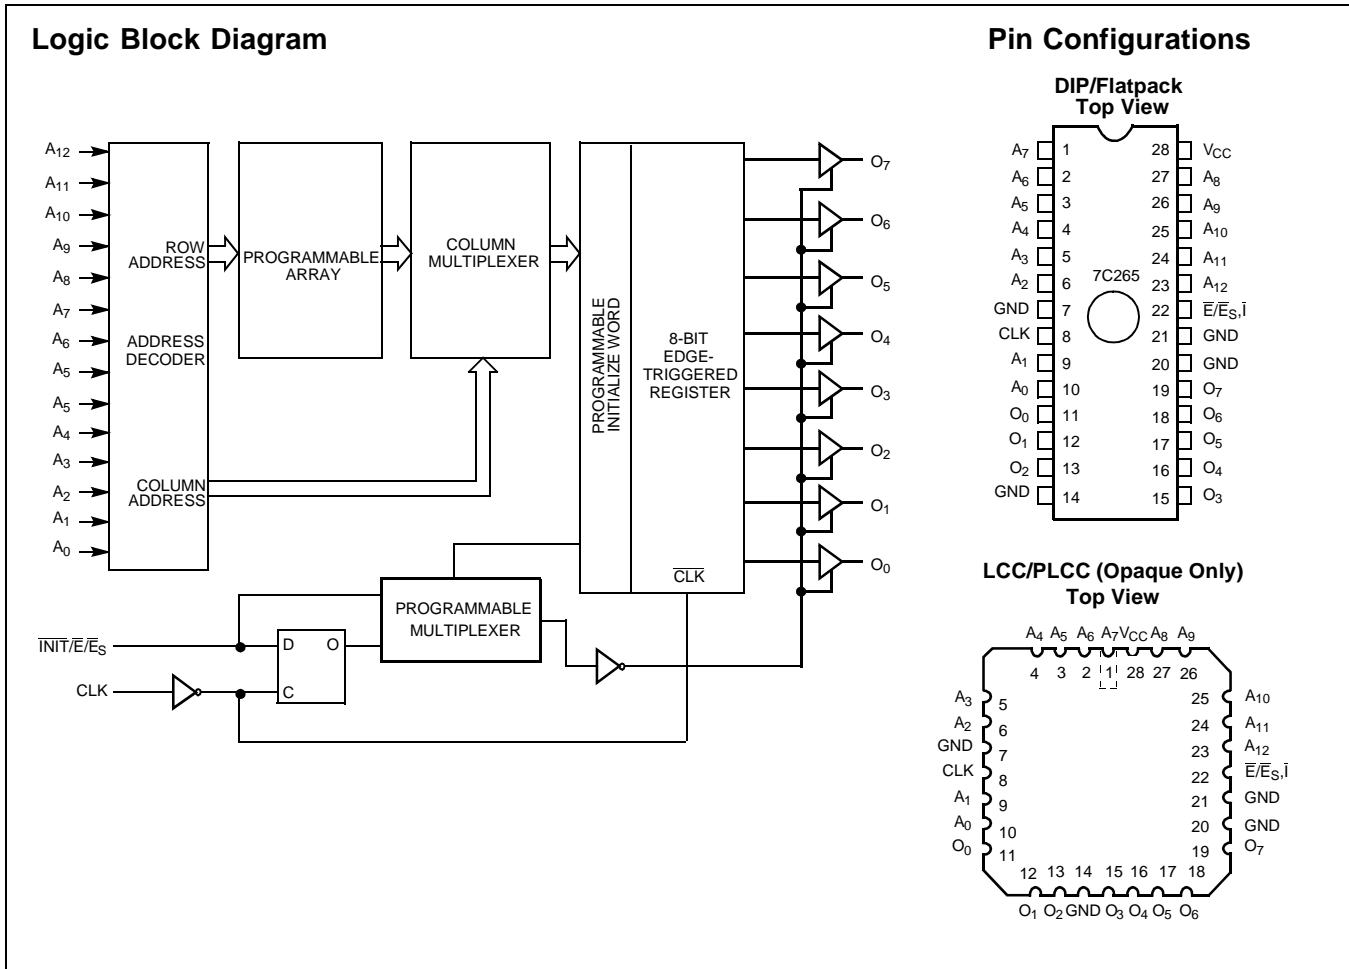 Logic Block Diagram
A12
A11
A10
A9
A8
A7
A6
A5
A5
A4
A3
A2
A1
A0
ROW
ADDRESS
ADDRESS
DECODER
COLUMN
ADDRESS
PROGRAMMABLE
ARRAY
COLUMN
MULTIPLEXER
PROGRAMMABLE
INITIALIZE WORD
8-BIT
EDGE-
TRIGGERED
REGISTER
C̅L̅K̅
O7
O6
O5
O4
O3
O2
O1
O0
I̅N̅I̅T̅/E̅/E̅S
CLK
D O
C
PROGRAMMABLE
MULTIPLEXER
Pin Configurations
DIP/Flatpack
Top View
A7 1 28 VCC
A6 2 27 A8
A5 3 26 A9
A4 4 25 A10
A3 5 24 A11
7C265
A2 6 23 A12
GND 7 22 E̅/E̅S,I̅
CLK 8 21 GND
A1 9 20 GND
A0 10 19 O7
O0 11 18 O6
O1 12 17 O5
O2 13 16 O4
GND 14 15 O3
LCC/PLCC (Opaque Only)
Top View
A4 A5 A6 A7 VCC A8 A9
4 3 2 1 28 27 26
A3 5 25 A10
A2 6 24 A11
GND 7 23 A12
CLK 8 22 E̅/E̅S,I̅
A1 9 21 GND
A0 10 20 GND
O0 11 19 O7
12 13 14 15 16 17 18
O1 O2 GND O3 O4 O5 O6